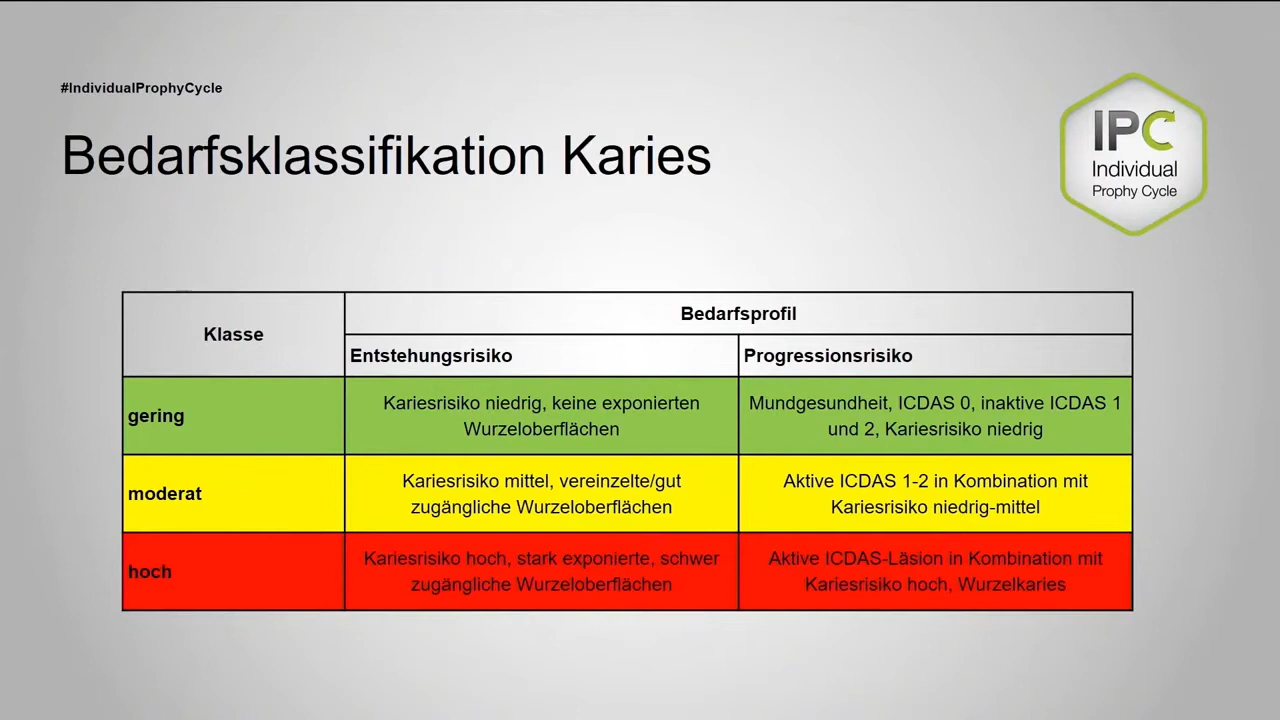 #IndividualProphyCycle
Bedarfsklassifikation Karies
IPC
Individual
Prophy Cycle
Klasse
Bedarfsprofil
Entstehungsrisiko
Progressionsrisiko
gering
Kariesrisiko niedrig, keine exponierten
Wurzeloberflächen
Mundgesundheit, ICDAS 0, inaktive ICDAS 1
und 2, Kariesrisiko niedrig
moderat
Kariesrisiko mittel, vereinzelte/gut
zugängliche Wurzeloberflächen
Aktive ICDAS 1-2 in Kombination mit
Kariesrisiko niedrig-mittel
hoch
Kariesrisiko hoch, stark exponierte, schwer
zugängliche Wurzeloberflächen
Aktive ICDAS-Läsion in Kombination mit
Kariesrisiko hoch, Wurzelkaries